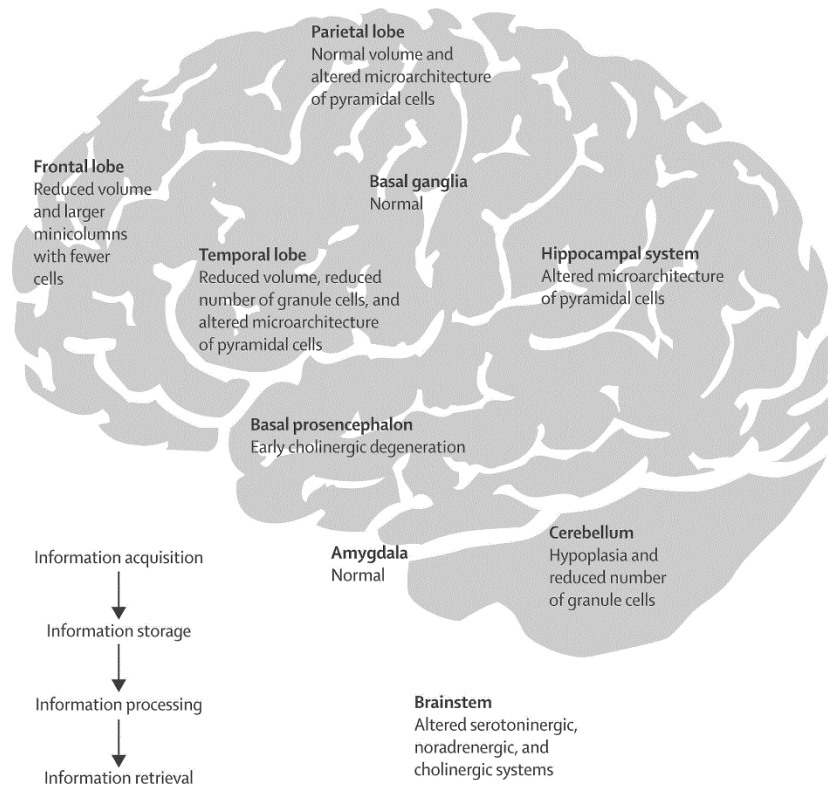 Parietal lobe
Normal volume and
altered microarchitecture
of pyramidal cells
Frontal lobe
Reduced volume
and larger
minicolumns
with fewer
cells
Basal ganglia
Normal
Temporal lobe
Reduced volume, reduced
number of granule cells, and
altered microarchitecture
of pyramidal cells
Hippocampal system
Altered microarchitecture
of pyramidal cells
Basal prosencephalon
Early cholinergic degeneration
Amygdala
Normal
Cerebellum
Hypoplasia and
reduced number
of granule cells
Information acquisition
Information storage
Information processing
Information retrieval
Brainstem
Altered serotoninergic,
noradrenergic, and
cholinergic systems